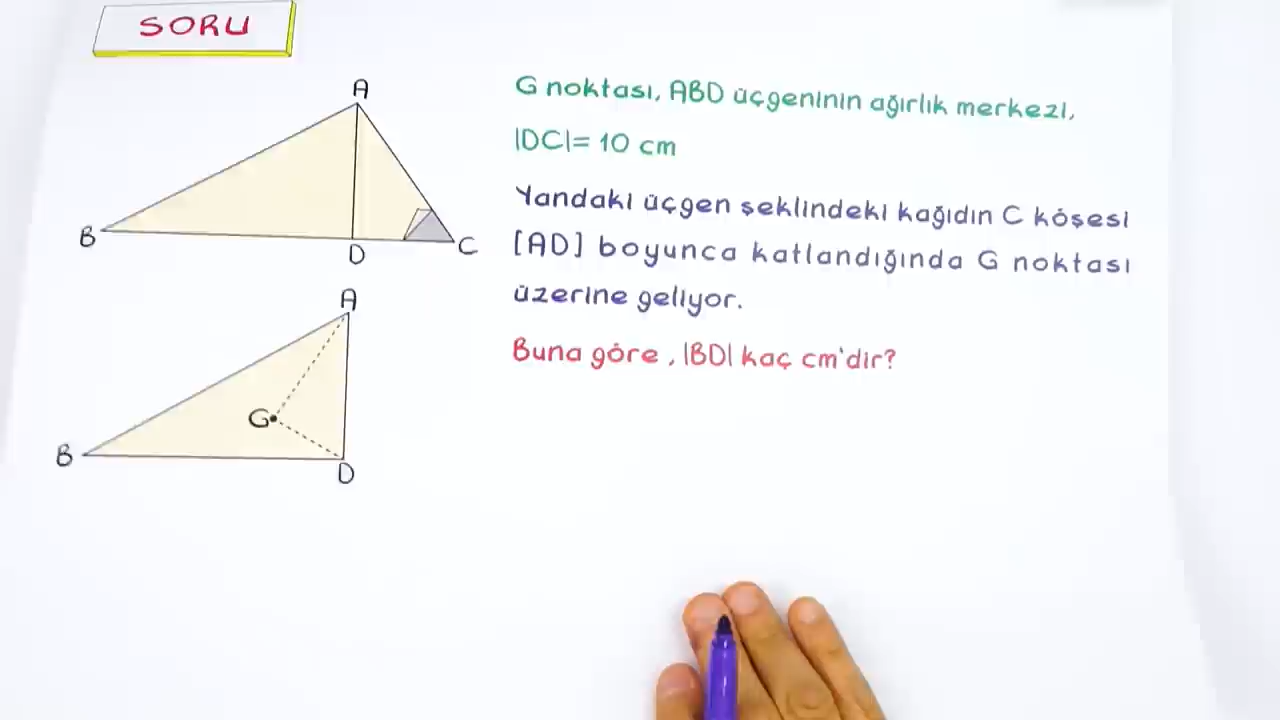 SORU
G noktası, ABD üçgeninin ağırlık merkezi,
|DC|= 10 cm
Yandaki üçgen şeklindeki kağıdın C köşesi
[AD] boyunca katlandığında G noktası
üzerine geliyor.
Buna göre, |BD| kaç cm'dir?
A
B
D
C
A
G
B
D